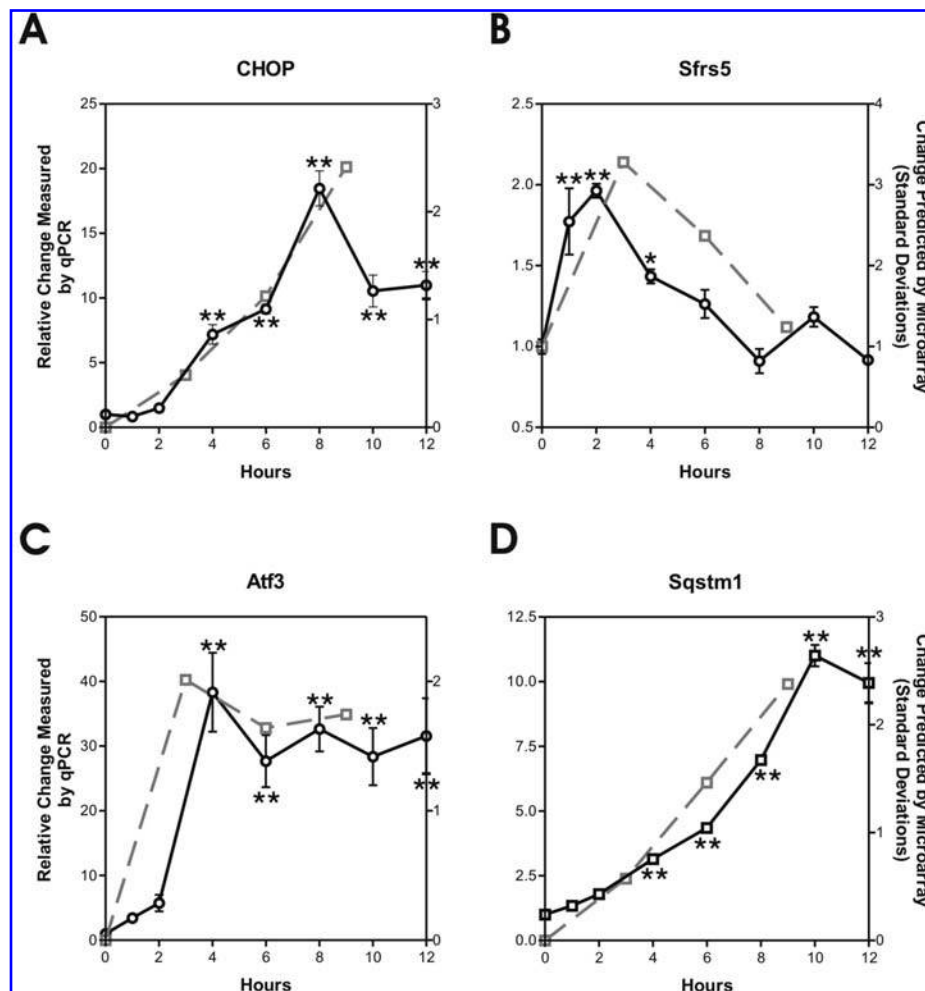 A
CHOP
Relative Change Measured
by qPCR
25
20
15
10
5
0
3
2
1
0
** ** ** ** **
0 2 4 6 8 10 12
Hours
B
Sfrs5
2.5
2.0
1.5
1.0
0.5
4
3
2
1
0
** ** *
0 2 4 6 8 10 12
Hours
Change Predicted by Microarray
(Standard Deviations)
C
Atf3
Relative Change Measured
by qPCR
50
40
30
20
10
0
2
1
0
** ** ** ** **
0 2 4 6 8 10 12
Hours
D
Sqstm1
12.5
10.0
7.5
5.0
2.5
0.0
3
2
1
0
** ** ** ** **
0 2 4 6 8 10 12
Hours
Change Predicted by Microarray
(Standard Deviations)